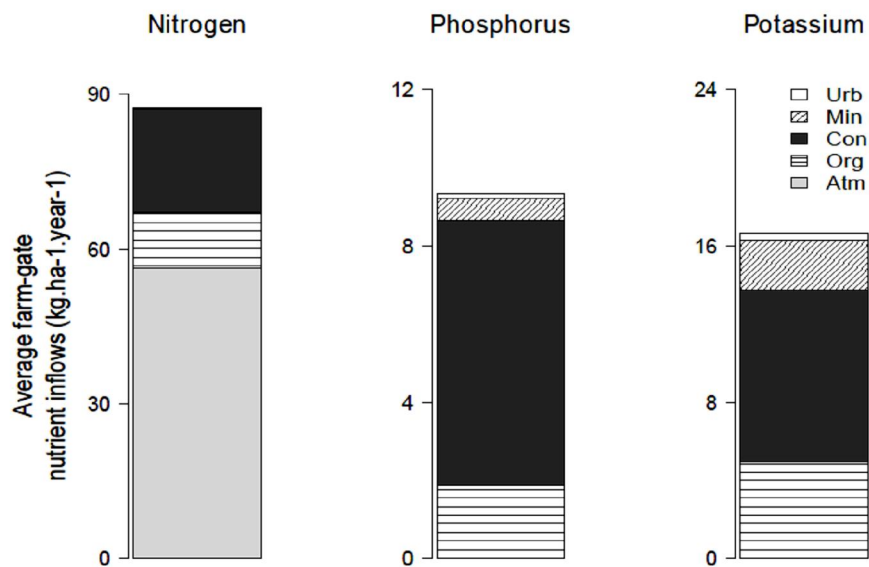 Nitrogen
Phosphorus
Potassium
Average farm-gate
nutrient inflows (kg.ha-1.year-1)
90
60
30
0
12
8
4
0
24
16
8
0
Urb
Min
Con
Org
Atm